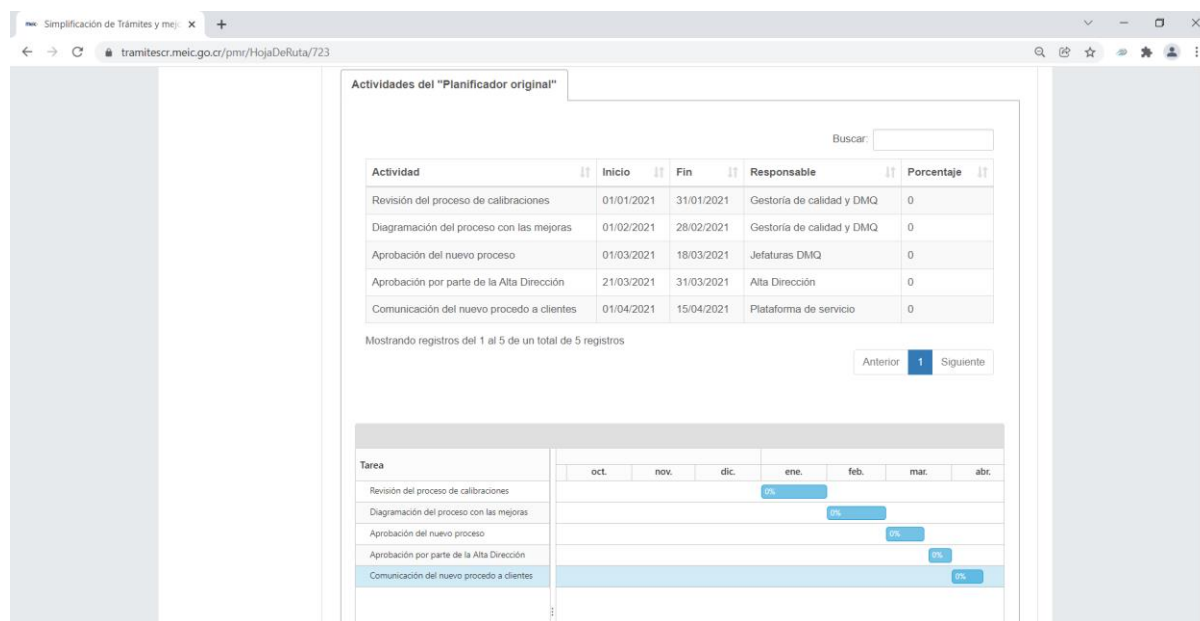 meic Simplificación de Trámites y mejo
tramitescr.meic.go.cr/pmr/HojaDeRuta/723
Actividades del "Planificador original"
Buscar:
Actividad Inicio Fin Responsable Porcentaje
Revisión del proceso de calibraciones 01/01/2021 31/01/2021 Gestoría de calidad y DMQ 0
Diagramación del proceso con las mejoras 01/02/2021 28/02/2021 Gestoría de calidad y DMQ 0
Aprobación del nuevo proceso 01/03/2021 18/03/2021 Jefaturas DMQ 0
Aprobación por parte de la Alta Dirección 21/03/2021 31/03/2021 Alta Dirección 0
Comunicación del nuevo procedo a clientes 01/04/2021 15/04/2021 Plataforma de servicio 0
Mostrando registros del 1 al 5 de un total de 5 registros
Anterior 1 Siguiente
Tarea
oct. nov. dic. ene. feb. mar. abr.
Revisión del proceso de calibraciones 0%
Diagramación del proceso con las mejoras 0%
Aprobación del nuevo proceso 0%
Aprobación por parte de la Alta Dirección 0%
Comunicación del nuevo procedo a clientes 0%